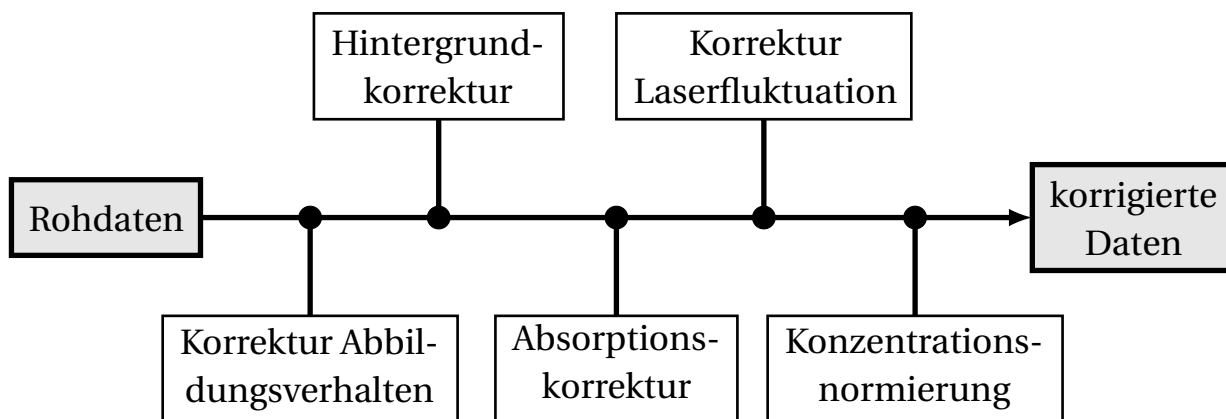 Hintergrund-
korrektur
Korrektur
Laserfluktuation
Rohdaten
korrigierte
Daten
Korrektur Abbil-
dungsverhalten
Absorptions-
korrektur
Konzentrations-
normierung